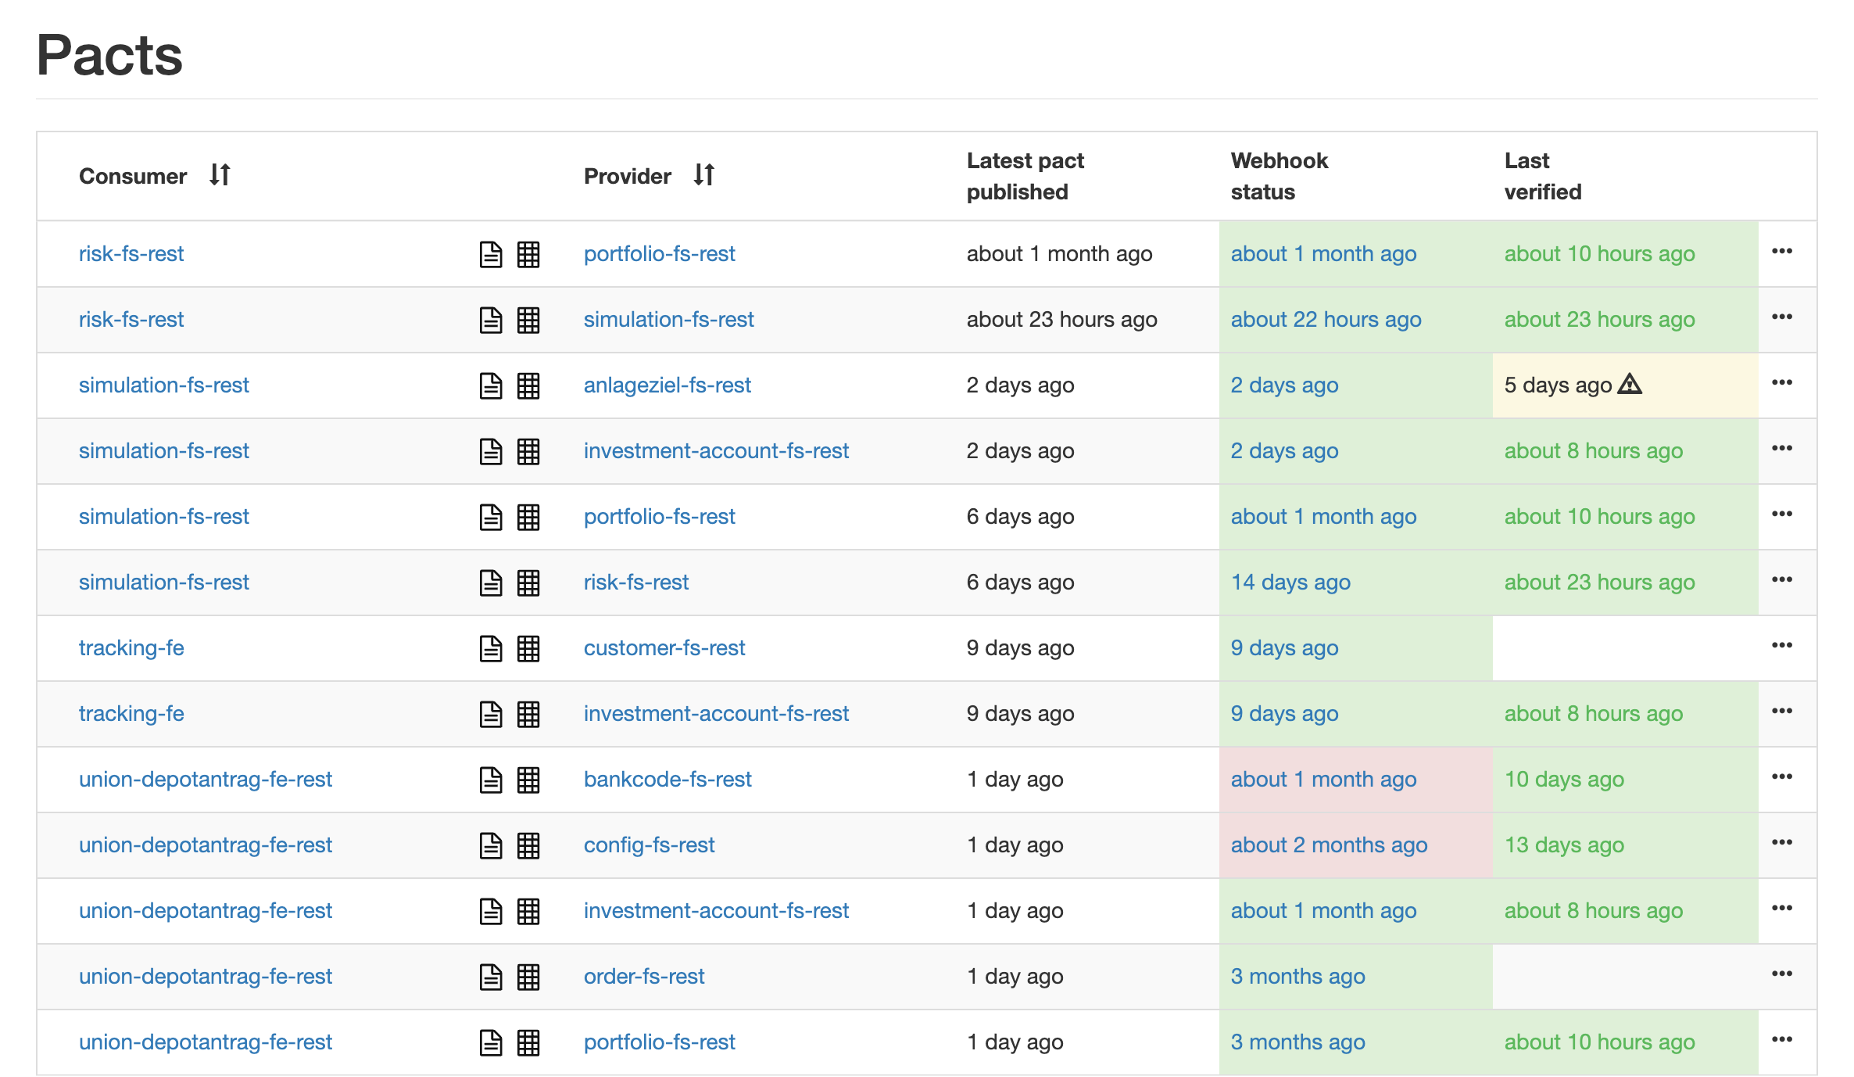 Pacts
Consumer Provider Latest pact published Webhook status Last verified
risk-fs-rest portfolio-fs-rest about 1 month ago about 1 month ago about 10 hours ago
risk-fs-rest simulation-fs-rest about 23 hours ago about 22 hours ago about 23 hours ago
simulation-fs-rest anlageziel-fs-rest 2 days ago 2 days ago 5 days ago
simulation-fs-rest investment-account-fs-rest 2 days ago 2 days ago about 8 hours ago
simulation-fs-rest portfolio-fs-rest 6 days ago about 1 month ago about 10 hours ago
simulation-fs-rest risk-fs-rest 6 days ago 14 days ago about 23 hours ago
tracking-fe customer-fs-rest 9 days ago 9 days ago
tracking-fe investment-account-fs-rest 9 days ago 9 days ago about 8 hours ago
union-depotantrag-fe-rest bankcode-fs-rest 1 day ago about 1 month ago 10 days ago
union-depotantrag-fe-rest config-fs-rest 1 day ago about 2 months ago 13 days ago
union-depotantrag-fe-rest investment-account-fs-rest 1 day ago about 1 month ago about 8 hours ago
union-depotantrag-fe-rest order-fs-rest 1 day ago 3 months ago
union-depotantrag-fe-rest portfolio-fs-rest 1 day ago 3 months ago about 10 hours ago